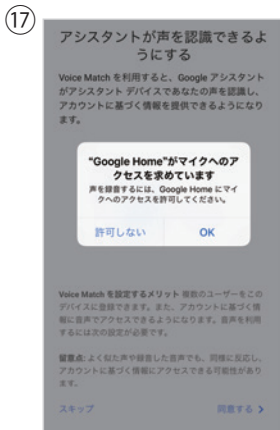 ⑰
アシスタントが声を認識できるよ
うにする
Voice Match を利用すると、Google アシスタント
がアシスタント デバイスであなたの声を認識し、
アカウントに基づく情報を提供できるようになり
ます。
“Google Home”がマイクへのア
クセスを求めています
声を録音するには、Google Home にマイ
クへのアクセスを許可してください。
許可しない OK
Voice Match を設定するメリット 複数のユーザーをこの
デバイスに登録できます。また、アカウントに基づく情
報に音声でアクセスできるようになります。音声を利用
するには次の設定が必要です。
留意点: よく似た声や録音した音声でも、同様に反応し、
アカウントに基づく情報にアクセスできる可能性があり
ます。
スキップ 同意する >